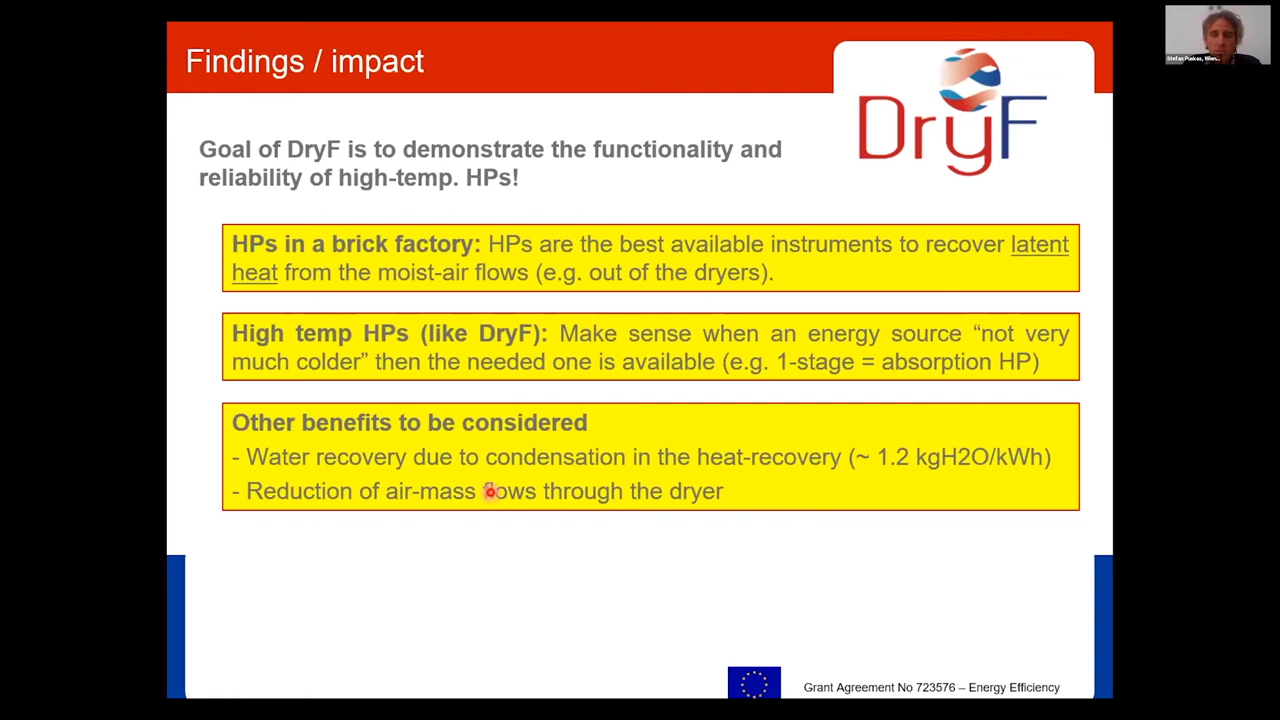 Findings / impact
DryF
Stefan Puskas, Wien...
Goal of DryF is to demonstrate the functionality and
reliability of high-temp. HPs!
HPs in a brick factory: HPs are the best available instruments to recover latent
heat from the moist-air flows (e.g. out of the dryers).
High temp HPs (like DryF): Make sense when an energy source “not very
much colder” then the needed one is available (e.g. 1-stage = absorption HP)
Other benefits to be considered
- Water recovery due to condensation in the heat-recovery (~ 1.2 kgH2O/kWh)
- Reduction of air-mass flows through the dryer
Grant Agreement No 723576 – Energy Efficiency